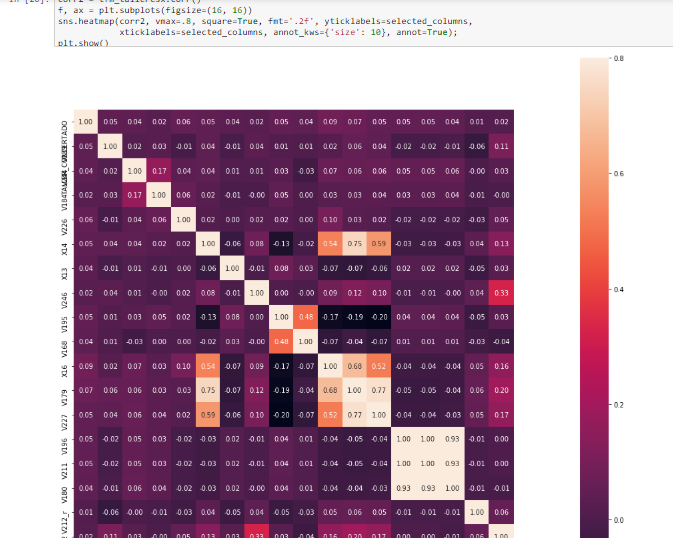 f, ax = plt.subplots(figsize=(16, 16))
sns.heatmap(corr2, vmax=.8, square=True, fmt='.2f', yticklabels=selected_columns,
xticklabels=selected_columns, annot_kws={'size': 10}, annot=True);
plt.show()
0.8
1.00 0.05 0.04 0.02 0.06 0.05 0.04 0.02 0.05 0.04 0.09 0.07 0.05 0.05 0.05 0.04 0.01 0.02
0.05 1.00 0.02 0.03 -0.01 0.04 -0.01 0.04 0.01 0.01 0.02 0.06 0.04 -0.02 -0.02 -0.01 -0.06 0.11
0.04 0.02 1.00 0.17 0.04 0.04 0.01 0.01 0.03 -0.03 0.07 0.06 0.06 0.05 0.05 0.06 -0.00 0.03
0.6
V184
0.02 0.03 0.17 1.00 0.06 0.02 -0.01 -0.00 0.05 0.00 0.03 0.03 0.04 0.03 0.03 0.04 -0.01 -0.00
V226
0.06 -0.01 0.04 0.06 1.00 0.02 0.00 0.02 0.02 0.00 0.10 0.03 0.02 -0.02 -0.02 -0.02 -0.03 0.05
X14
0.05 0.04 0.04 0.02 0.02 1.00 -0.06 0.08 -0.13 -0.02 0.54 0.75 0.59 -0.03 -0.03 -0.03 0.04 0.13
X13
0.04 -0.01 0.01 -0.01 0.00 -0.06 1.00 -0.01 0.08 0.03 -0.07 -0.07 -0.06 0.02 0.02 0.02 -0.05 0.03
0.4
V246
0.02 0.04 0.01 -0.00 0.02 0.08 -0.01 1.00 0.00 -0.00 0.09 0.12 0.10 -0.01 -0.01 -0.00 0.04 0.33
V195
0.05 0.01 0.03 0.05 0.02 -0.13 0.08 0.00 1.00 0.48 -0.17 -0.19 -0.20 0.04 0.04 0.04 -0.05 0.03
V168
0.04 0.01 -0.03 0.00 0.00 -0.02 0.03 -0.00 0.48 1.00 -0.07 -0.04 -0.07 0.01 0.01 0.01 -0.03 -0.04
X16
0.09 0.02 0.07 0.03 0.10 0.54 -0.07 0.09 -0.17 -0.07 1.00 0.68 0.52 -0.04 -0.04 -0.04 0.05 0.16
V179
0.07 0.06 0.06 0.03 0.03 0.75 -0.07 0.12 -0.19 -0.04 0.68 1.00 0.77 -0.05 -0.05 -0.04 0.06 0.20
0.2
V227
0.05 0.04 0.06 0.04 0.02 0.59 -0.06 0.10 -0.20 -0.07 0.52 0.77 1.00 -0.04 -0.04 -0.03 0.05 0.17
V196
0.05 -0.02 0.05 0.03 -0.02 -0.03 0.02 -0.01 0.04 0.01 -0.04 -0.05 -0.04 1.00 1.00 0.93 -0.01 0.00
V211
0.05 -0.02 0.05 0.03 -0.02 -0.03 0.02 -0.01 0.04 0.01 -0.04 -0.05 -0.04 1.00 1.00 0.93 -0.01 0.00
V180
0.04 -0.01 0.06 0.04 -0.02 -0.03 0.02 -0.00 0.04 0.01 -0.04 -0.04 -0.03 0.93 0.93 1.00 -0.01 0.00
V212_r
0.01 -0.06 -0.00 -0.01 -0.03 0.04 -0.05 0.04 -0.05 -0.03 0.05 0.06 0.05 -0.01 -0.01 -0.01 1.00 0.06
0.0
0.02 0.11 0.03 -0.00 0.05 0.13 0.03 0.33 0.03 -0.04 0.16 0.20 0.17 0.00 0.00 0.00 0.06 1.00